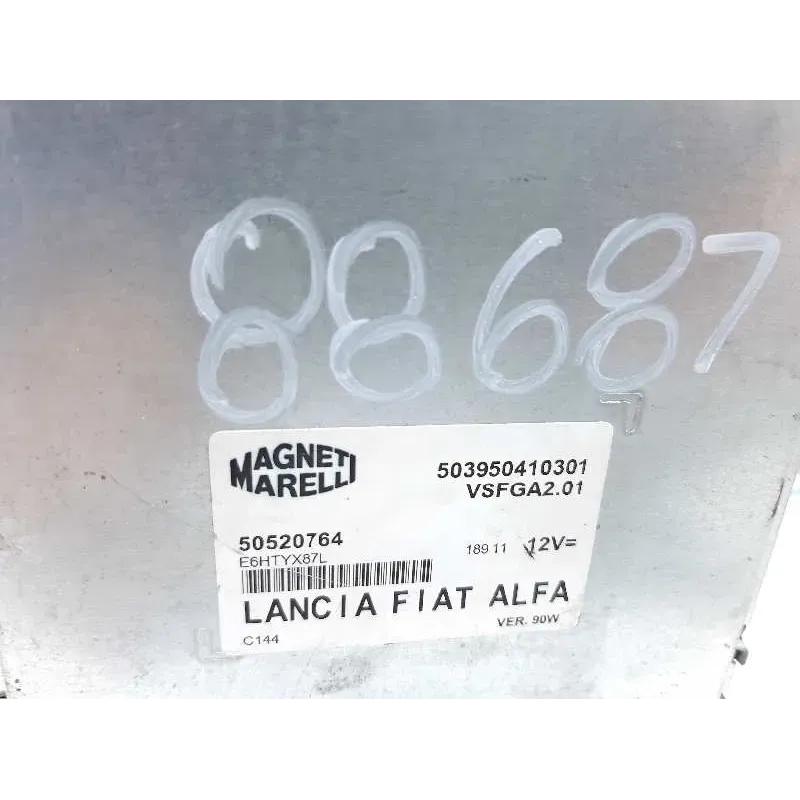 88687
MAGNETI
MARELLI
503950410301
VSFGA2.01
50520764
E6HTYX87L
189 11 12V=
LANCIA FIAT ALFA
C144
VER. 90W